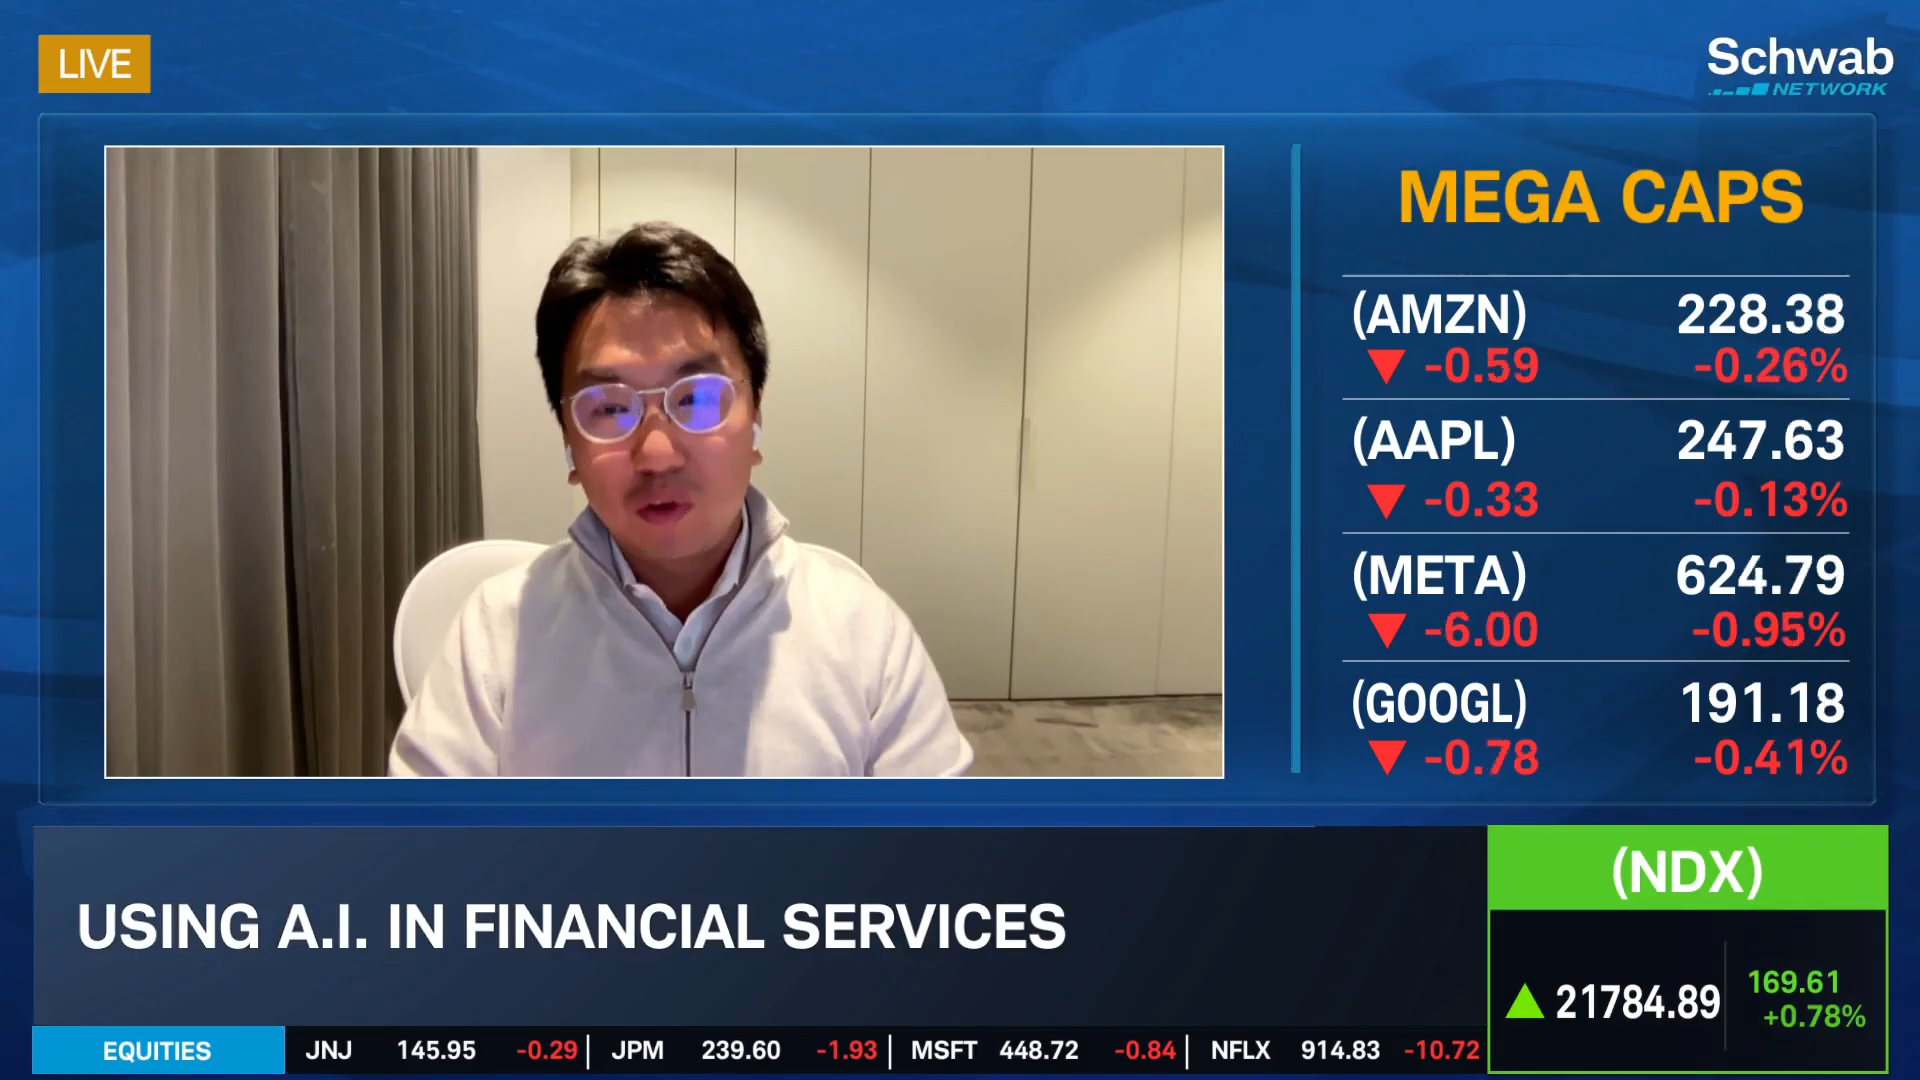 LIVE
Schwab
NETWORK
MEGA CAPS
(AMZN) 228.38
▼ -0.59 -0.26%
(AAPL) 247.63
▼ -0.33 -0.13%
(META) 624.79
▼ -6.00 -0.95%
(GOOGL) 191.18
▼ -0.78 -0.41%
USING A.I. IN FINANCIAL SERVICES
(NDX)
▲ 21784.89 169.61
+0.78%
EQUITIES JNJ 145.95 -0.29 | JPM 239.60 -1.93 | MSFT 448.72 -0.84 | NFLX 914.83 -10.72